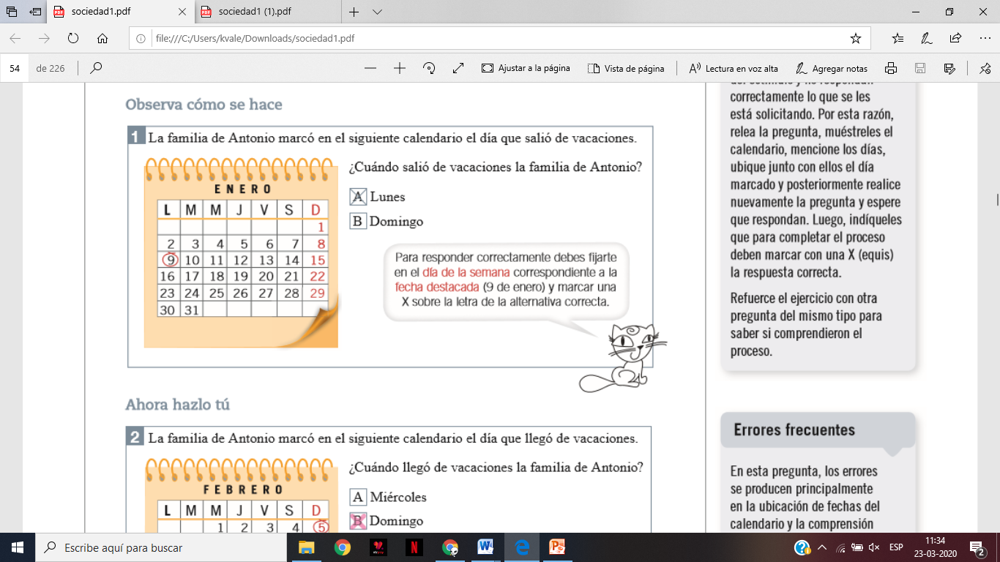 sociedad1.pdf
sociedad1 (1).pdf
file:///C:/Users/kvale/Downloads/sociedad1.pdf
54 de 226
Ajustar a la página
Vista de página
Lectura en voz alta
Agregar notas
Observa cómo se hace
1 La familia de Antonio marcó en el siguiente calendario el día que salió de vacaciones.
ENERO
L M M J V S D
1
2 3 4 5 6 7 8
9 10 11 12 13 14 15
16 17 18 19 20 21 22
23 24 25 26 27 28 29
30 31
¿Cuándo salió de vacaciones la familia de Antonio?
A Lunes
B Domingo
Para responder correctamente debes fijarte
en el día de la semana correspondiente a la
fecha destacada (9 de enero) y marcar una
X sobre la letra de la alternativa correcta.
Ahora hazlo tú
2 La familia de Antonio marcó en el siguiente calendario el día que llegó de vacaciones.
FEBRERO
L M M J V S D
1 2 3 4 5
¿Cuándo llegó de vacaciones la familia de Antonio?
A Miércoles
B Domingo
correctamente lo que se les
está solicitando. Por esta razón,
relea la pregunta, muéstreles el
calendario, mencione los días,
ubique junto con ellos el día
marcado y posteriormente realice
nuevamente la pregunta y espere
que respondan. Luego, indíqueles
que para completar el proceso
deben marcar con una X (equis)
la respuesta correcta.
Refuerce el ejercicio con otra
pregunta del mismo tipo para
saber si comprendieron el
proceso.
Errores frecuentes
En esta pregunta, los errores
se producen principalmente
en la ubicación de fechas del
calendario y la comprensión
Escribe aquí para buscar
ESP
11:34
23-03-2020
2